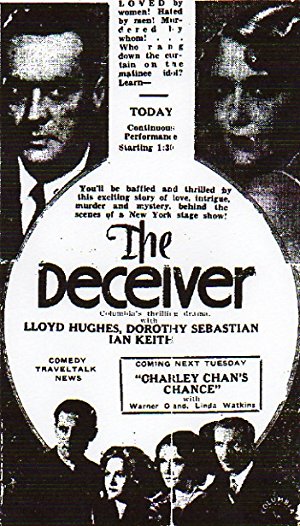 LOVED by
women! Hated
by men! Mur-
dered by
whom! . . .
Who rang
down the cur-
tain on the
matinee idol?
Learn—
TODAY
Continuous
Performance
Starting 1:30
You'll be baffled and thrilled by
this exciting story of love, intrigue,
murder and mystery, behind the
scenes of a New York stage show!
The
Deceiver
Columbia's thrilling drama.
with
LLOYD HUGHES, DOROTHY SEBASTIAN
IAN KEITH
COMEDY
TRAVELTALK
NEWS
COMING NEXT TUESDAY
"CHARLEY CHAN'S
CHANCE"
with
Warner Oland, Linda Watkins
COLUMBIA